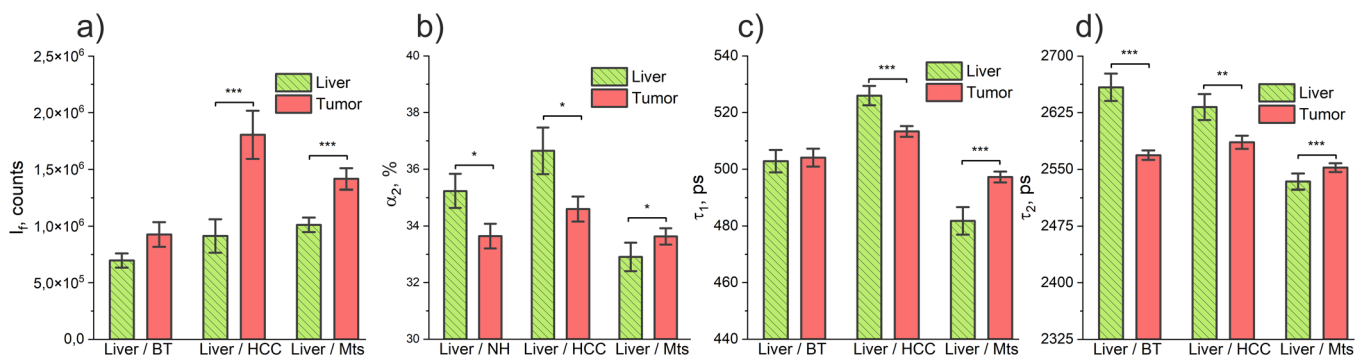 a)
I_f, counts
2,5×10⁶
2,0×10⁶
1,5×10⁶
1,0×10⁶
5,0×10⁵
0,0
Liver
Tumor
***
***
Liver / BT
Liver / HCC
Liver / Mts
b)
α₂, %
40
38
36
34
32
30
Liver
Tumor
*
*
*
Liver / NH
Liver / HCC
Liver / Mts
c)
τ₁, ps
540
520
500
480
460
440
Liver
Tumor
***
***
Liver / BT
Liver / HCC
Liver / Mts
d)
τ₂, ps
2700
2625
2550
2475
2400
2325
Liver
Tumor
***
**
***
Liver / BT
Liver / HCC
Liver / Mts